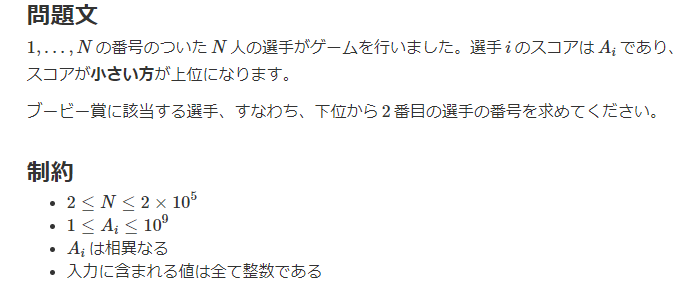 問題文
1, . . . , N の番号のついた N 人の選手がゲームを行いました。選手 i のスコアは A_i であり、
スコアが小さい方が上位になります。
ブービー賞に該当する選手、すなわち、下位から 2 番目の選手の番号を求めてください。
制約
• 2 ≤ N ≤ 2 × 10^5
• 1 ≤ A_i ≤ 10^9
• A_i は相異なる
• 入力に含まれる値は全て整数である